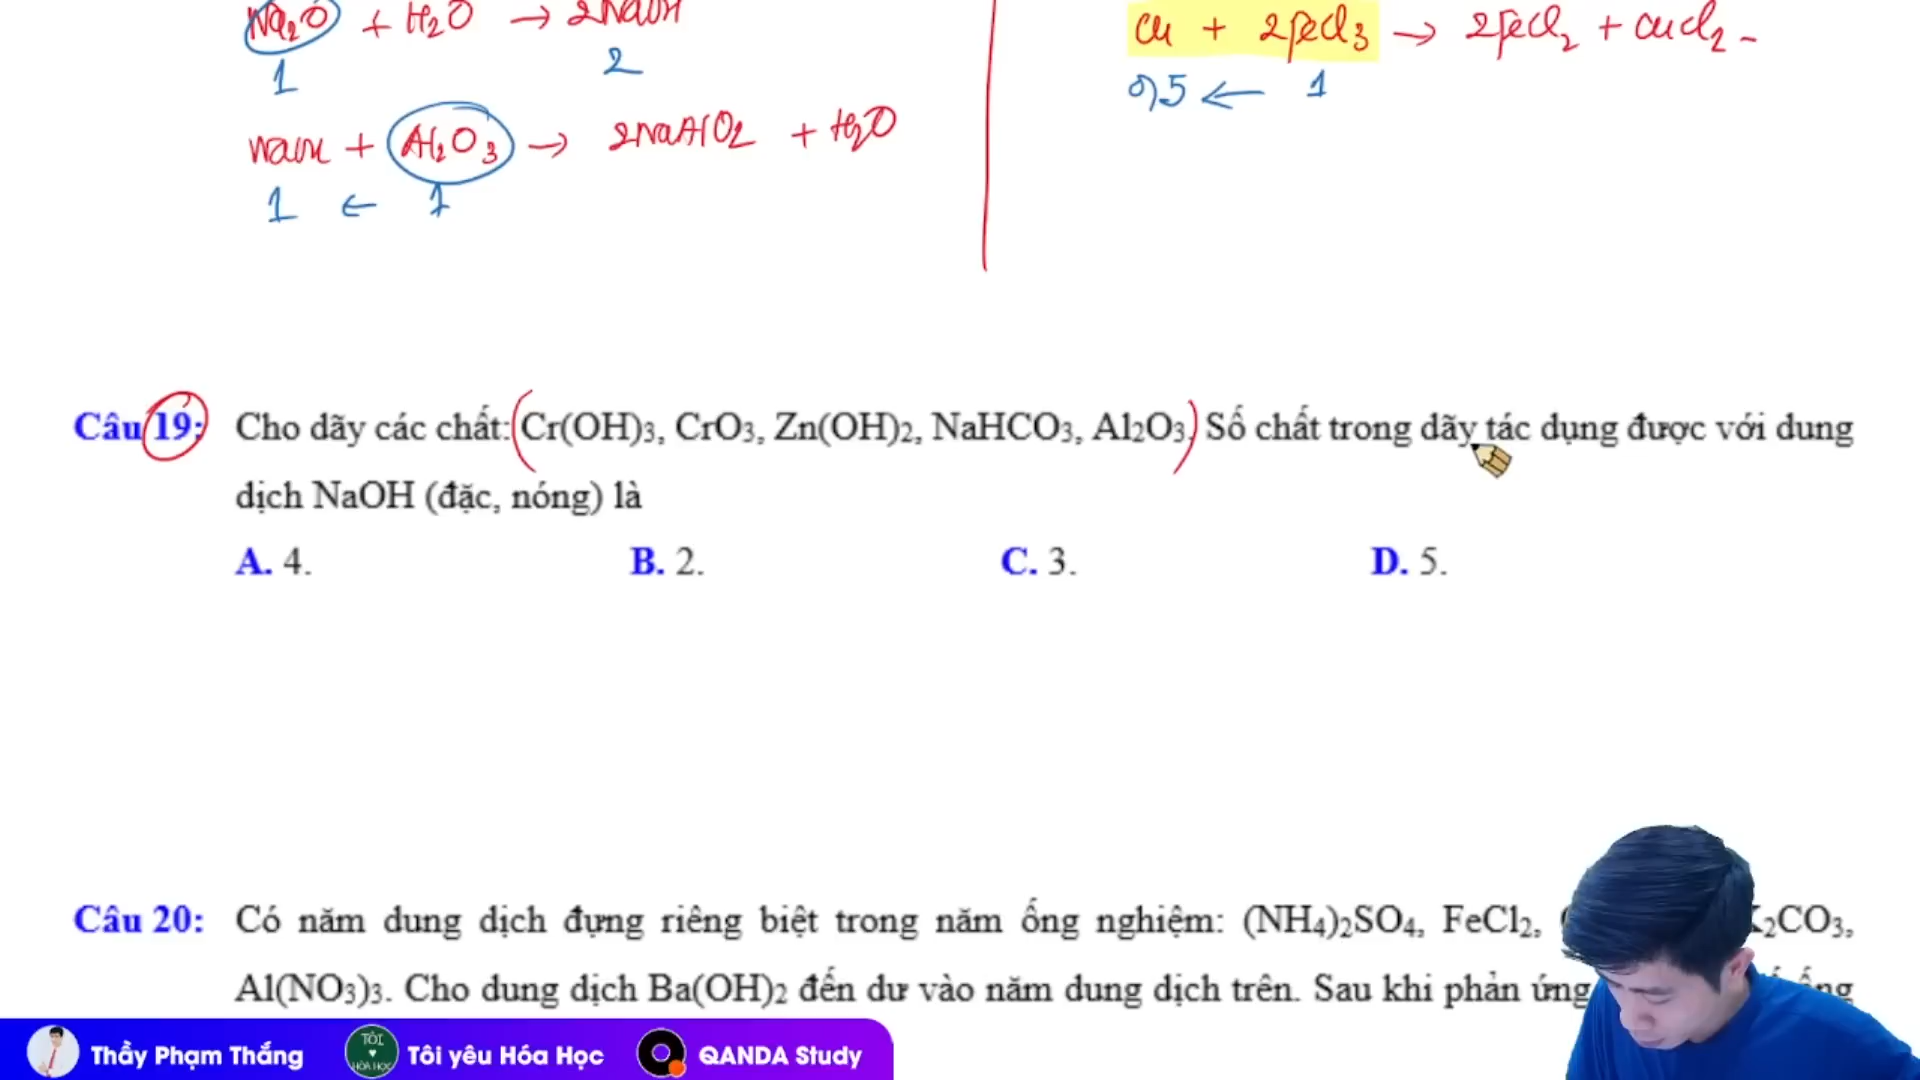 Na₂O + H₂O → 2NaOH
1 2
NaOH + Al₂O₃ → 2NaAlO₂ + H₂O
1 ← 1
Cu + 2FeCl₃ → 2FeCl₂ + CuCl₂
0,5 ← 1
Câu 19: Cho dãy các chất: Cr(OH)₃, CrO₃, Zn(OH)₂, NaHCO₃, Al₂O₃. Số chất trong dãy tác dụng được với dung
dịch NaOH (đặc, nóng) là
A. 4. B. 2. C. 3. D. 5.
Câu 20: Có năm dung dịch đựng riêng biệt trong năm ống nghiệm: (NH₄)₂SO₄, FeCl₂, K₂CO₃,
Al(NO₃)₃. Cho dung dịch Ba(OH)₂ đến dư vào năm dung dịch trên. Sau khi phản ứng ống
Thầy Phạm Thắng TÔI ♥ HÓA HỌC Tôi yêu Hóa Học QANDA Study